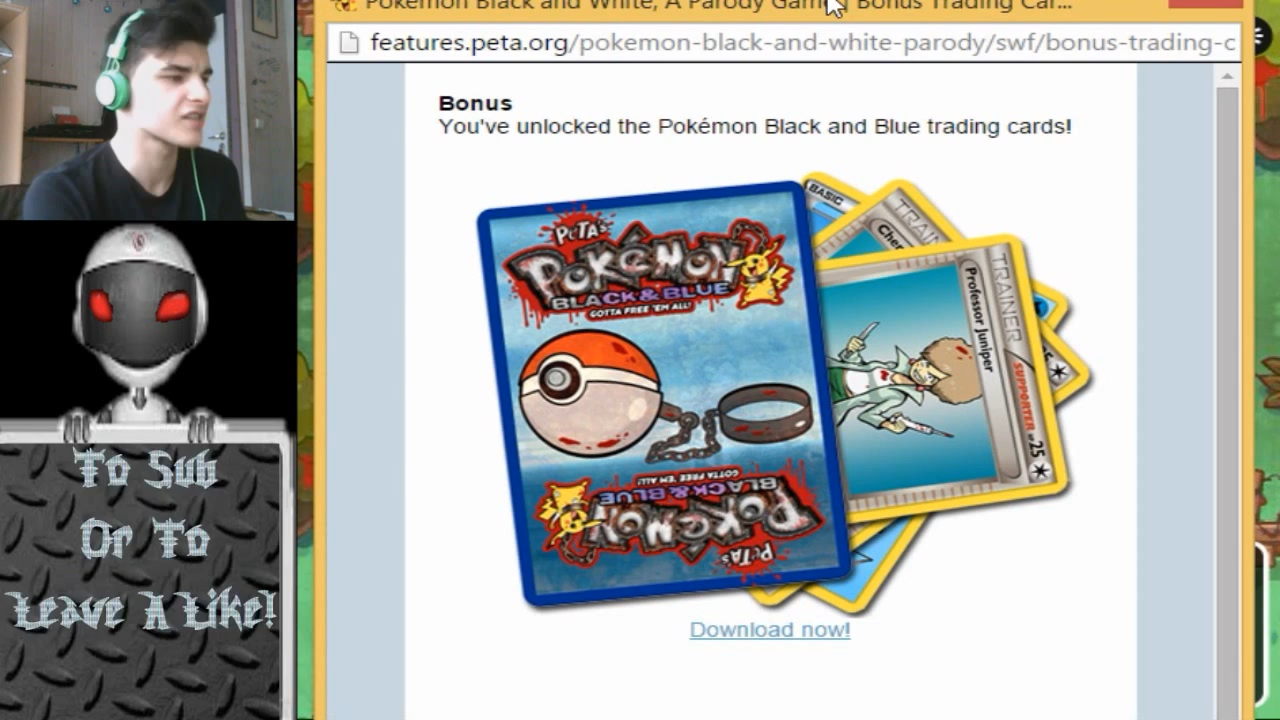 Pokemon Black and White, A Parody Game | Bonus Trading Car...
features.peta.org/pokemon-black-and-white-parody/swf/bonus-trading-c
Bonus
You've unlocked the Pokémon Black and Blue trading cards!
BASIC
TRAIN
Cher
PETA's
POKéMON
BLACK & BLUE
GOTTA FREE 'EM ALL!
TRAINER
Professor Juniper
SUPPORTER
25
PETA's
POKéMON
BLACK & BLUE
GOTTA FREE 'EM ALL!
Download now!
To Sub
Or To
Leave A Like!